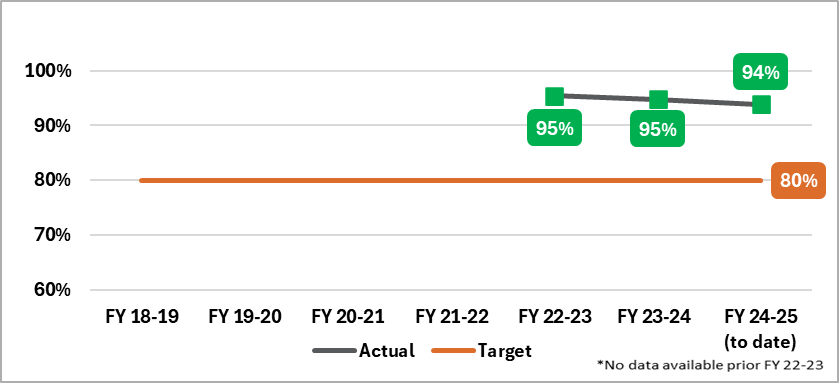 100%
90%
80%
70%
60%
95%
95%
94%
80%
FY 18-19 FY 19-20 FY 20-21 FY 21-22 FY 22-23 FY 23-24 FY 24-25
(to date)
Actual Target
*No data available prior FY 22-23